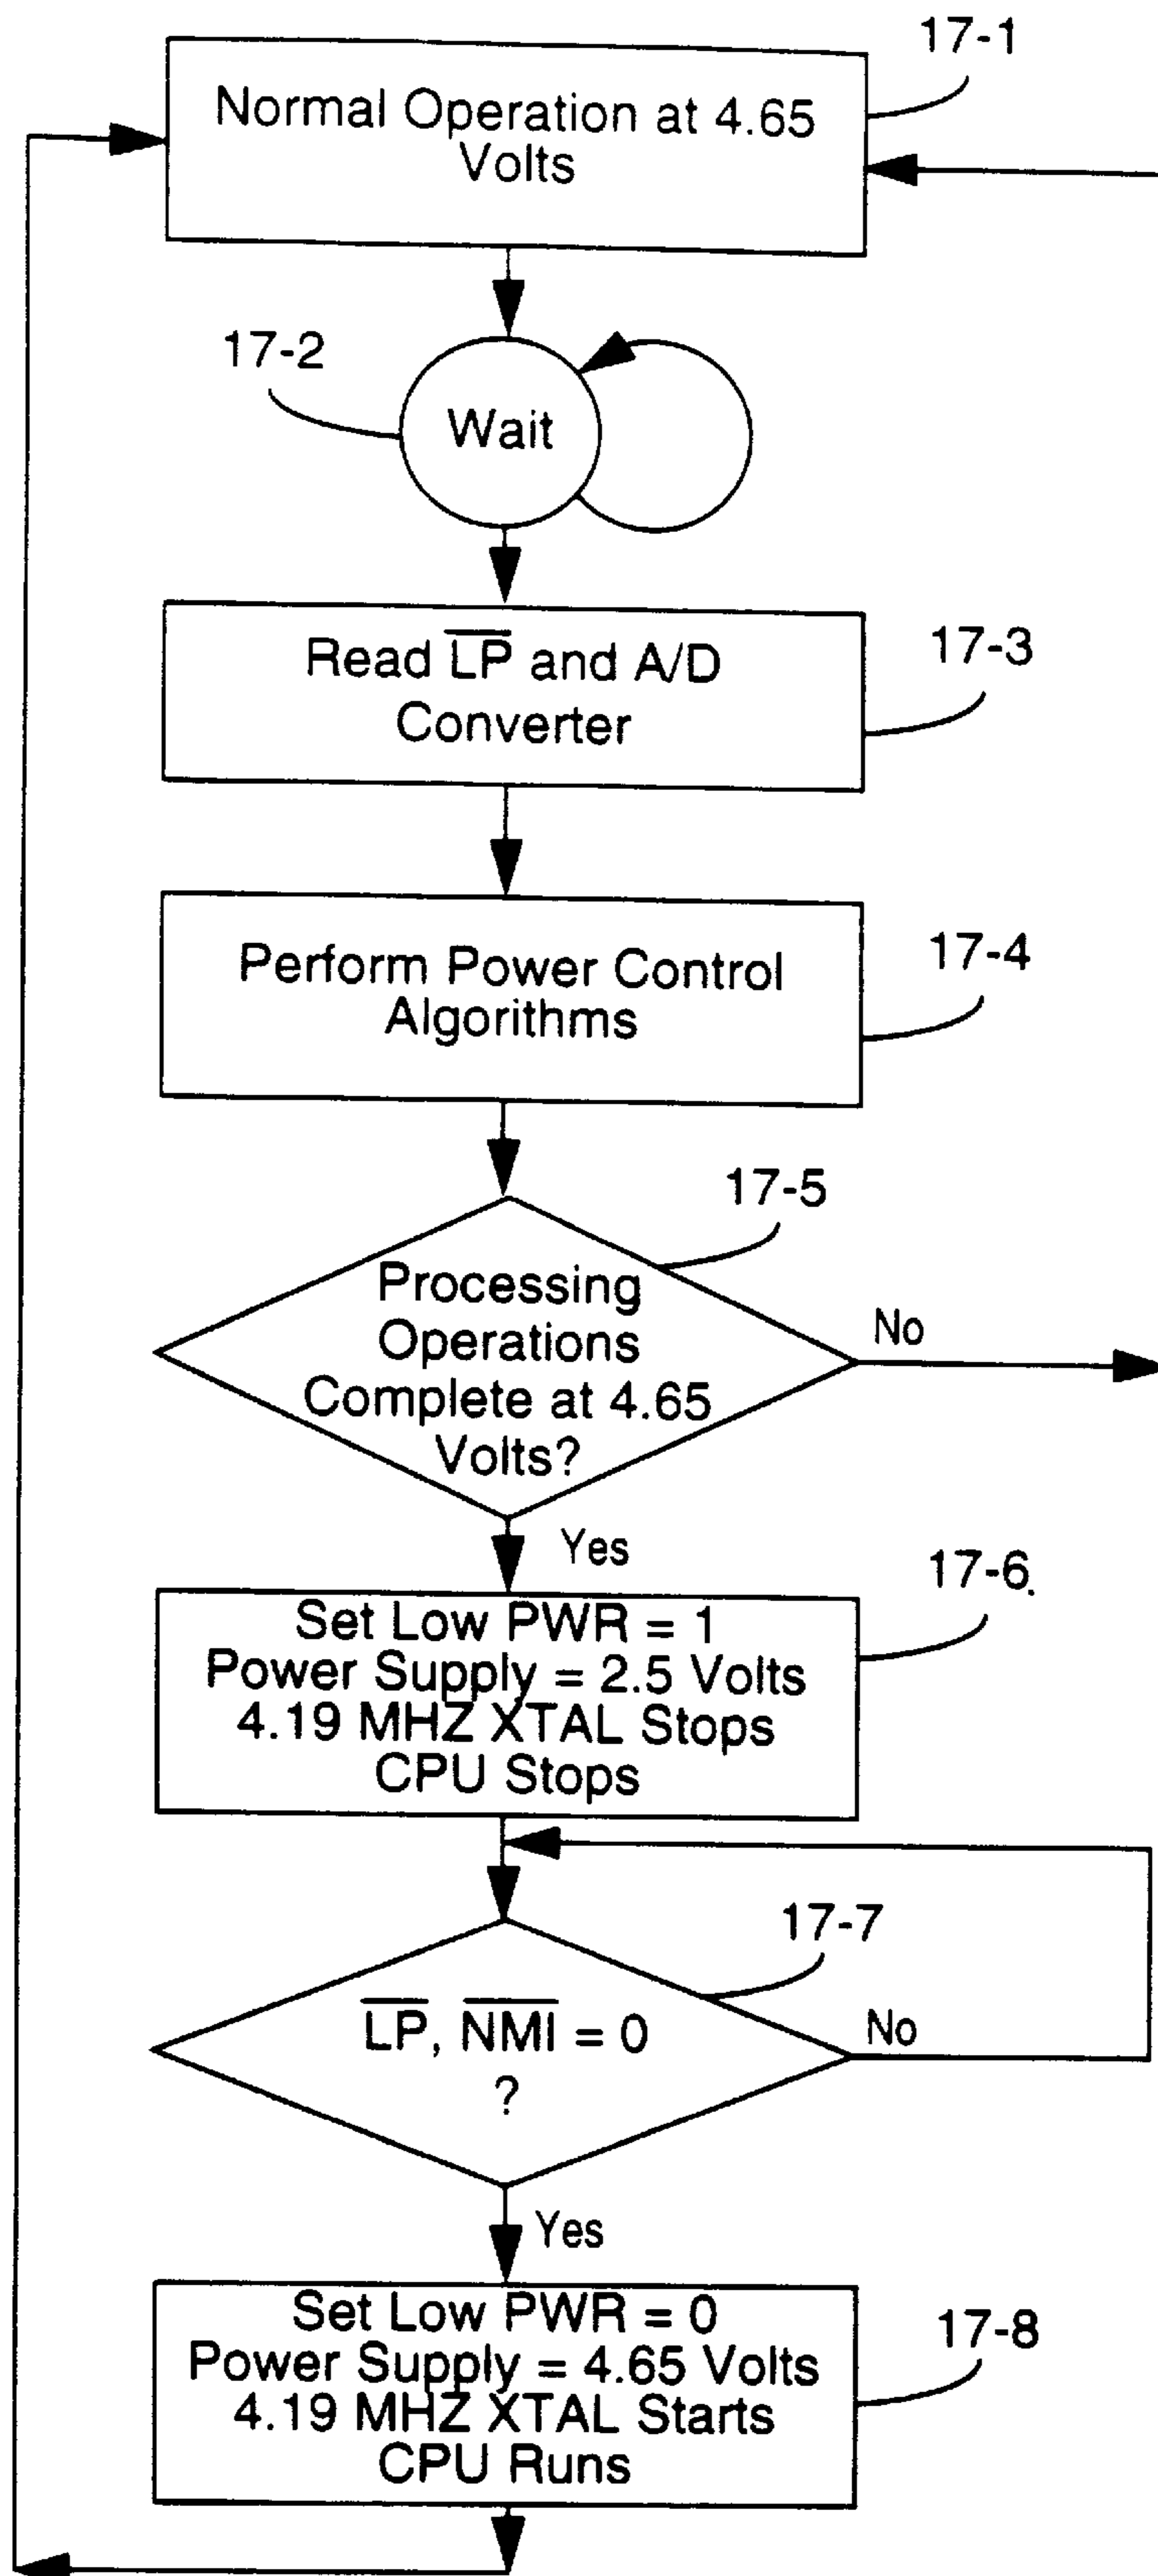 17-1
Normal Operation at 4.65
Volts
17-2
Wait
17-3
Read L̅P̅ and A/D
Converter
17-4
Perform Power Control
Algorithms
17-5
Processing
Operations
Complete at 4.65
Volts?
No
Yes
17-6
Set Low PWR = 1
Power Supply = 2.5 Volts
4.19 MHZ XTAL Stops
CPU Stops
17-7
L̅P̅, N̅M̅I̅ = 0
?
No
Yes
17-8
Set Low PWR = 0
Power Supply = 4.65 Volts
4.19 MHZ XTAL Starts
CPU Runs